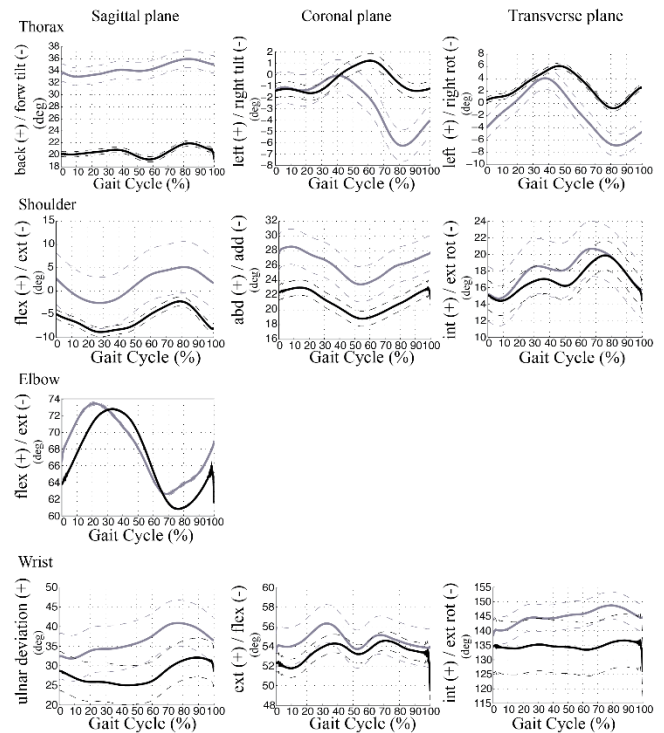 Sagittal plane Coronal plane Transverse plane
Thorax
back (+) / forw tilt (-)
(deg)
38
36
34
32
30
28
26
24
22
20
18
0 10 20 30 40 50 60 70 80 90 100
Gait Cycle (%)
left (+) / right tilt (-)
(deg)
2
1
0
-1
-2
-3
-4
-5
-6
-7
-8
0 10 20 30 40 50 60 70 80 90 100
Gait Cycle (%)
left (+) / right rot (-)
(deg)
8
6
4
2
0
-2
-4
-6
-8
-10
0 10 20 30 40 50 60 70 80 90 100
Gait Cycle (%)
Shoulder
flex (+) / ext (-)
(deg)
15
10
5
0
-5
-10
0 10 20 30 40 50 60 70 80 90 100
Gait Cycle (%)
abd (+) / add (-)
(deg)
32
30
28
26
24
22
20
18
16
0 10 20 30 40 50 60 70 80 90 100
Gait Cycle (%)
int (+) / ext rot (-)
(deg)
24
22
20
18
16
14
12
10
0 10 20 30 40 50 60 70 80 90 100
Gait Cycle (%)
Elbow
flex (+) / ext (-)
(deg)
74
72
70
68
66
64
62
60
0 10 20 30 40 50 60 70 80 90 100
Gait Cycle (%)
Wrist
ulnar deviation (+)
(deg)
50
45
40
35
30
25
20
0 10 20 30 40 50 60 70 80 90 100
Gait Cycle (%)
ext (+) / flex (-)
(deg)
60
58
56
54
52
50
48
0 10 20 30 40 50 60 70 80 90 100
Gait Cycle (%)
int (+) / ext rot (-)
(deg)
155
150
145
140
135
130
125
120
115
0 10 20 30 40 50 60 70 80 90 100
Gait Cycle (%)